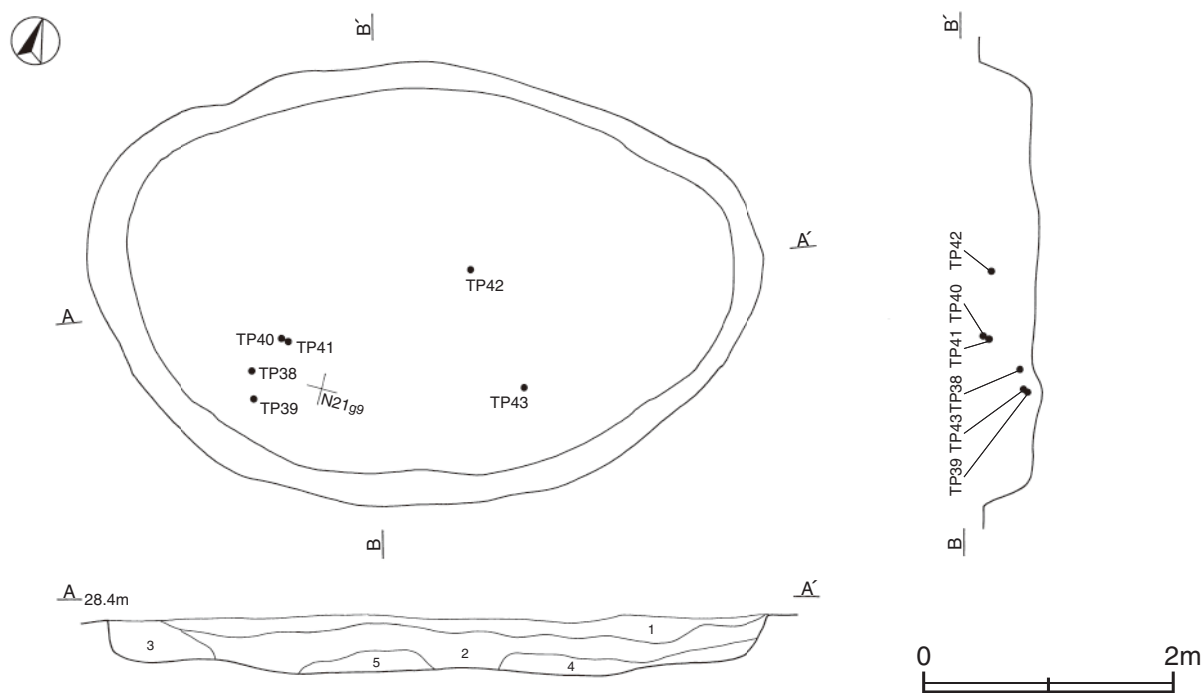 B´
B´
A´
TP42
TP42
A
TP40
TP41
TP38
TP39
N21g9
TP43
TP40
TP41
TP38
TP43
TP39
B
B
A 28.4m
A´
1
3
2
5
4
0
2m